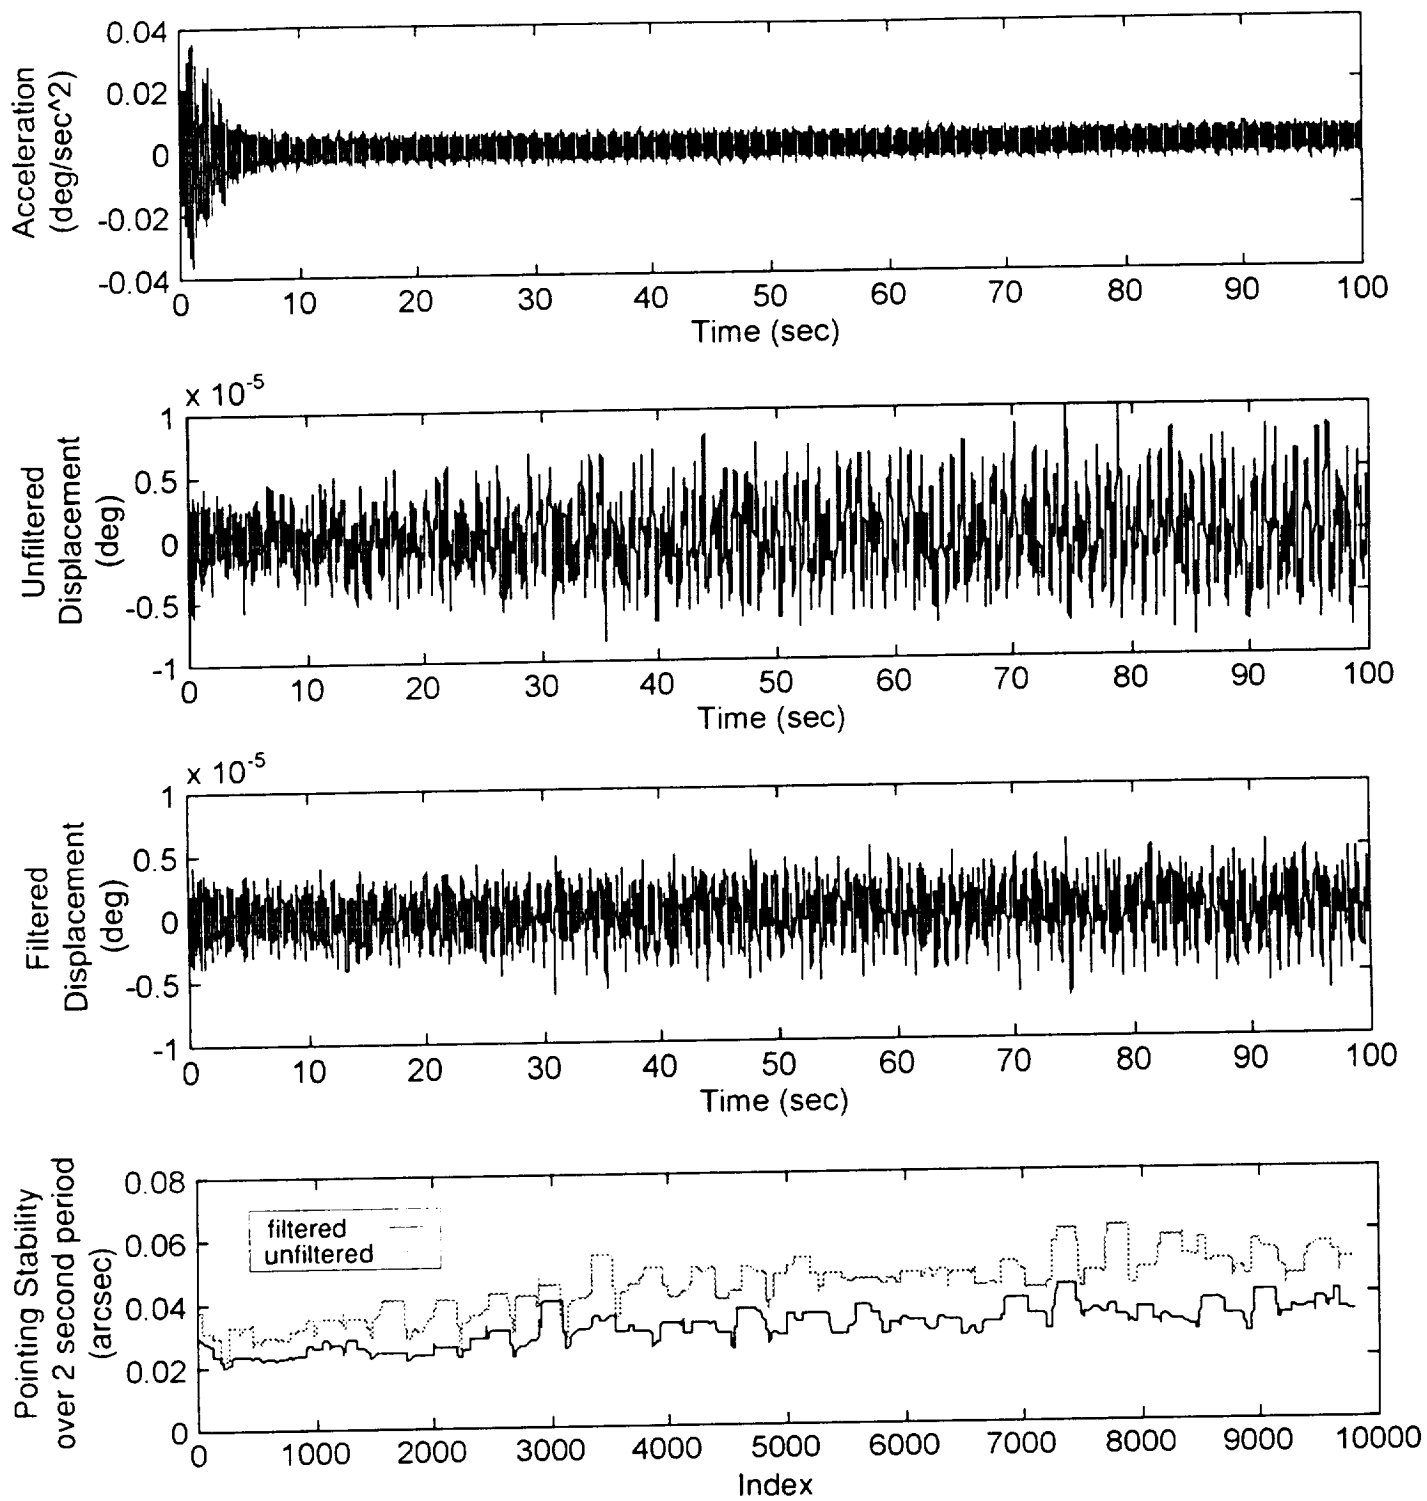 Acceleration
(deg/sec^2)
0.04
0.02
0
-0.02
-0.04
0 10 20 30 40 50 60 70 80 90 100
Time (sec)
x 10-5
Unfiltered
Displacement
(deg)
1
0.5
0
-0.5
-1
0 10 20 30 40 50 60 70 80 90 100
Time (sec)
x 10-5
Filtered
Displacement
(deg)
1
0.5
0
-0.5
-1
0 10 20 30 40 50 60 70 80 90 100
Time (sec)
Pointing Stability
over 2 second period
(arcsec)
0.08
0.06
0.04
0.02
0
filtered
unfiltered
0 1000 2000 3000 4000 5000 6000 7000 8000 9000 10000
Index